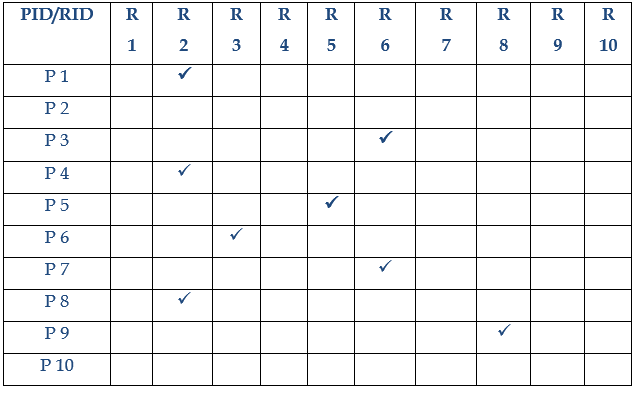 PID/RID R 1 R 2 R 3 R 4 R 5 R 6 R 7 R 8 R 9 R 10
P 1 ✓
P 2
P 3 ✓
P 4 ✓
P 5 ✓
P 6 ✓
P 7 ✓
P 8 ✓
P 9 ✓
P 10